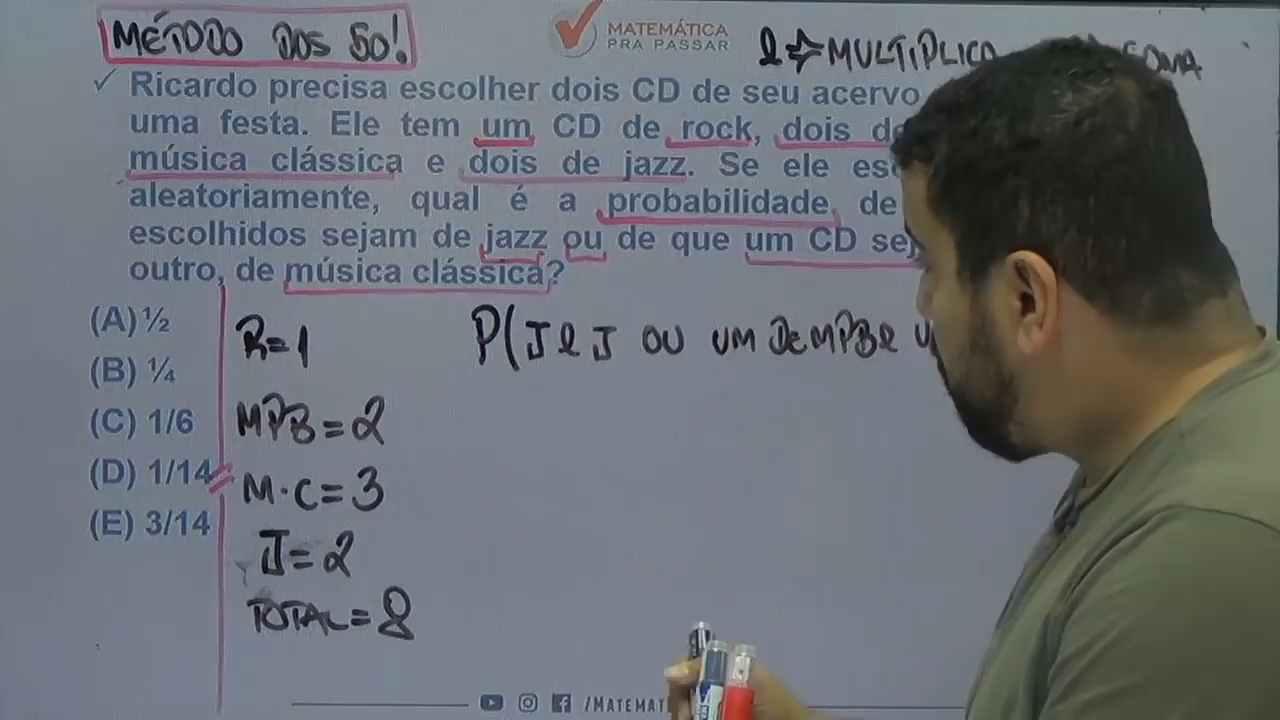 MÉTODO DOS 50!
MATEMÁTICA
PRA PASSAR
e → MULTIPLICO
✓ Ricardo precisa escolher dois CD de seu acervo
uma festa. Ele tem um CD de rock, dois de
música clássica e dois de jazz. Se ele
aleatoriamente, qual é a probabilidade, de
escolhidos sejam de jazz ou de que um CD
outro, de música clássica?
(A) ½
(B) ¼
(C) 1/6
(D) 1/14
(E) 3/14
R=1
MPB=2
M.C=3
J=2
TOTAL=8
P(J e J OU UM DE MPB e
/MATEMAT